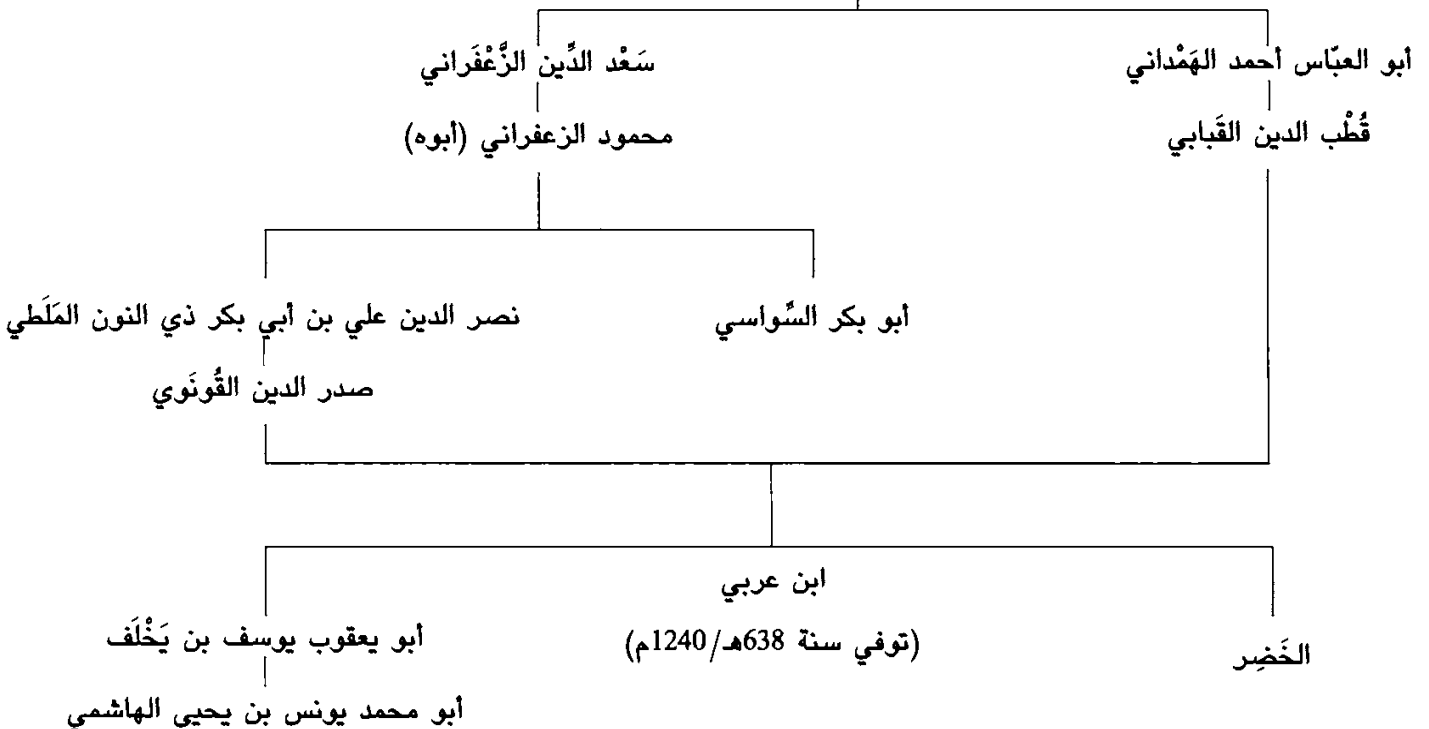 أبو العبّاس أحمد الهَمْداني
سَعْد الدِّين الزَّعْفَراني
قُطْب الدين القَبابي
محمود الزعفراني (أبوه)
أبو بكر السِّواسي
نصر الدين علي بن أبي بكر ذي النون المَلَطي
صدر الدين القُونَوي
ابن عربي
الخَضِر
(توفي سنة 638هـ/1240م)
أبو يعقوب يوسف بن يَخْلَف
أبو محمد يونس بن يحيى الهاشمي